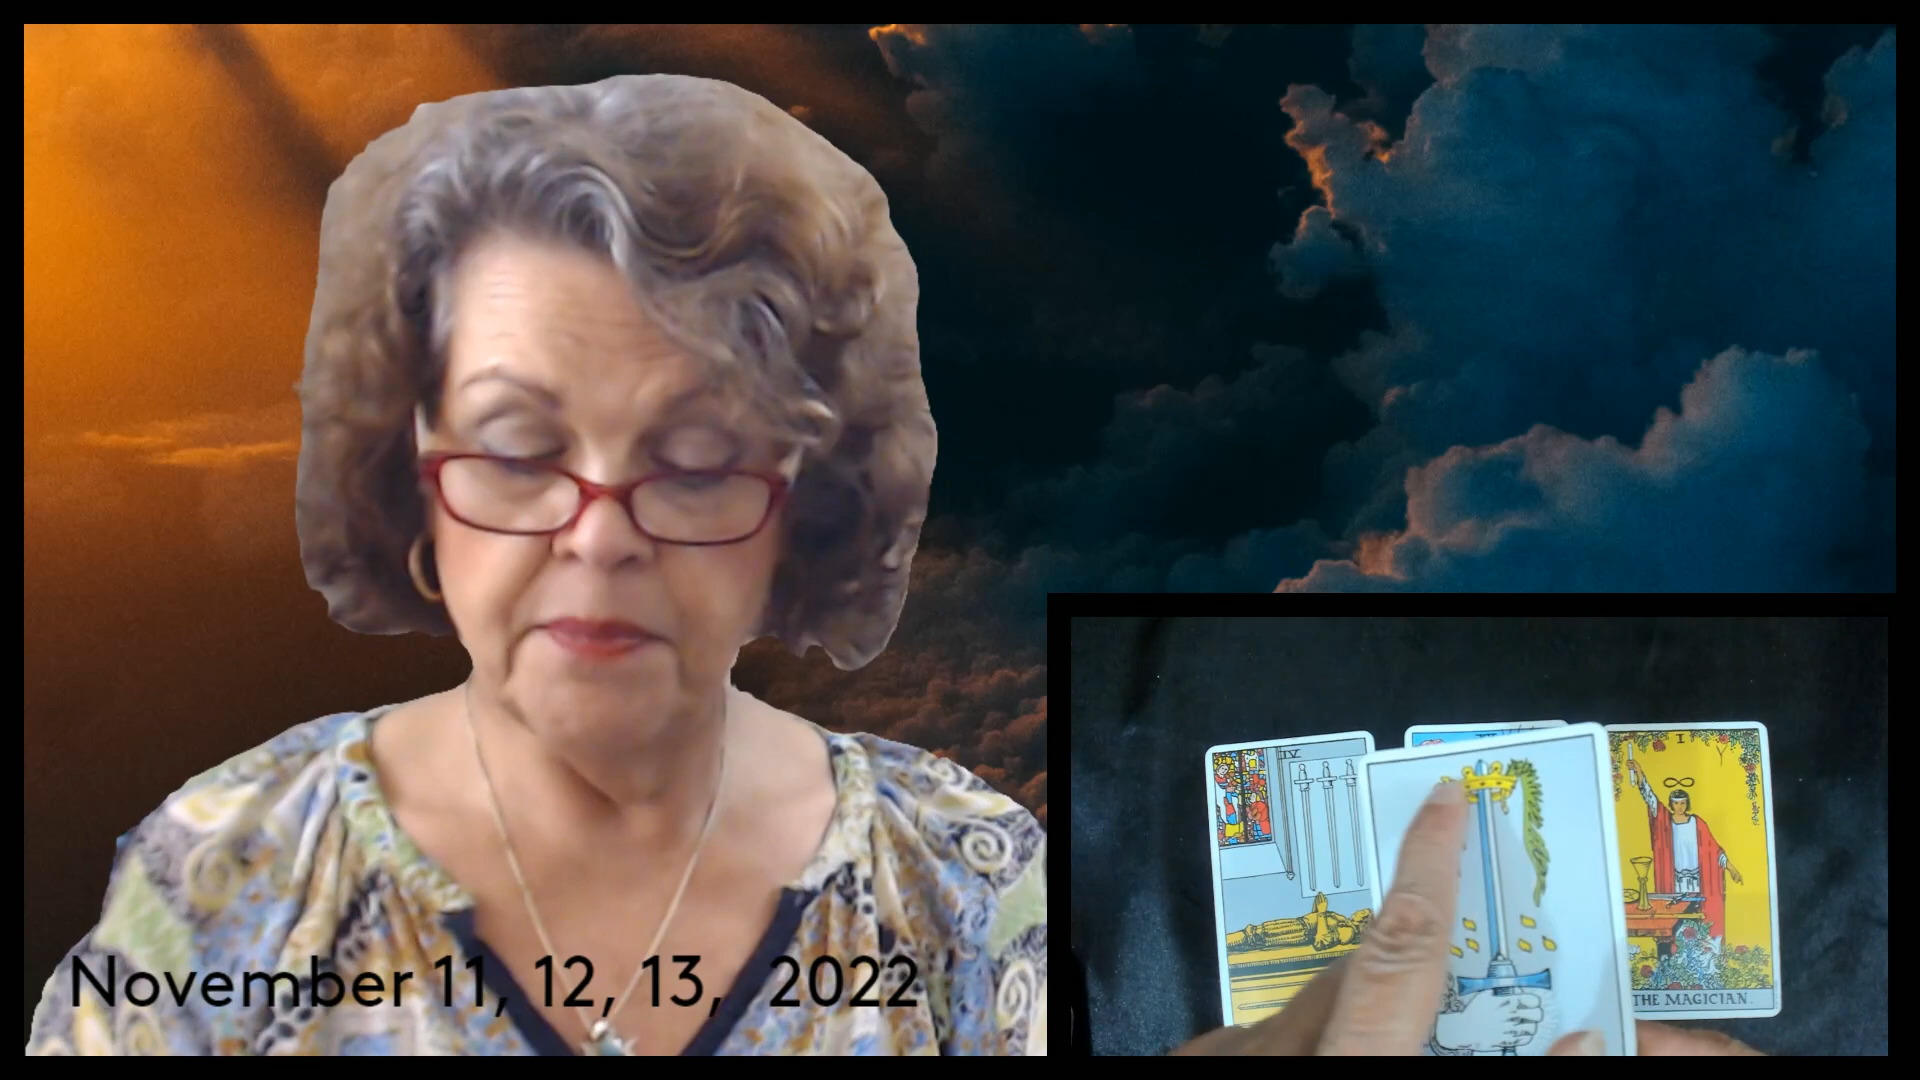 November 11, 12, 13, 2022
IV
I
THE MAGICIAN.